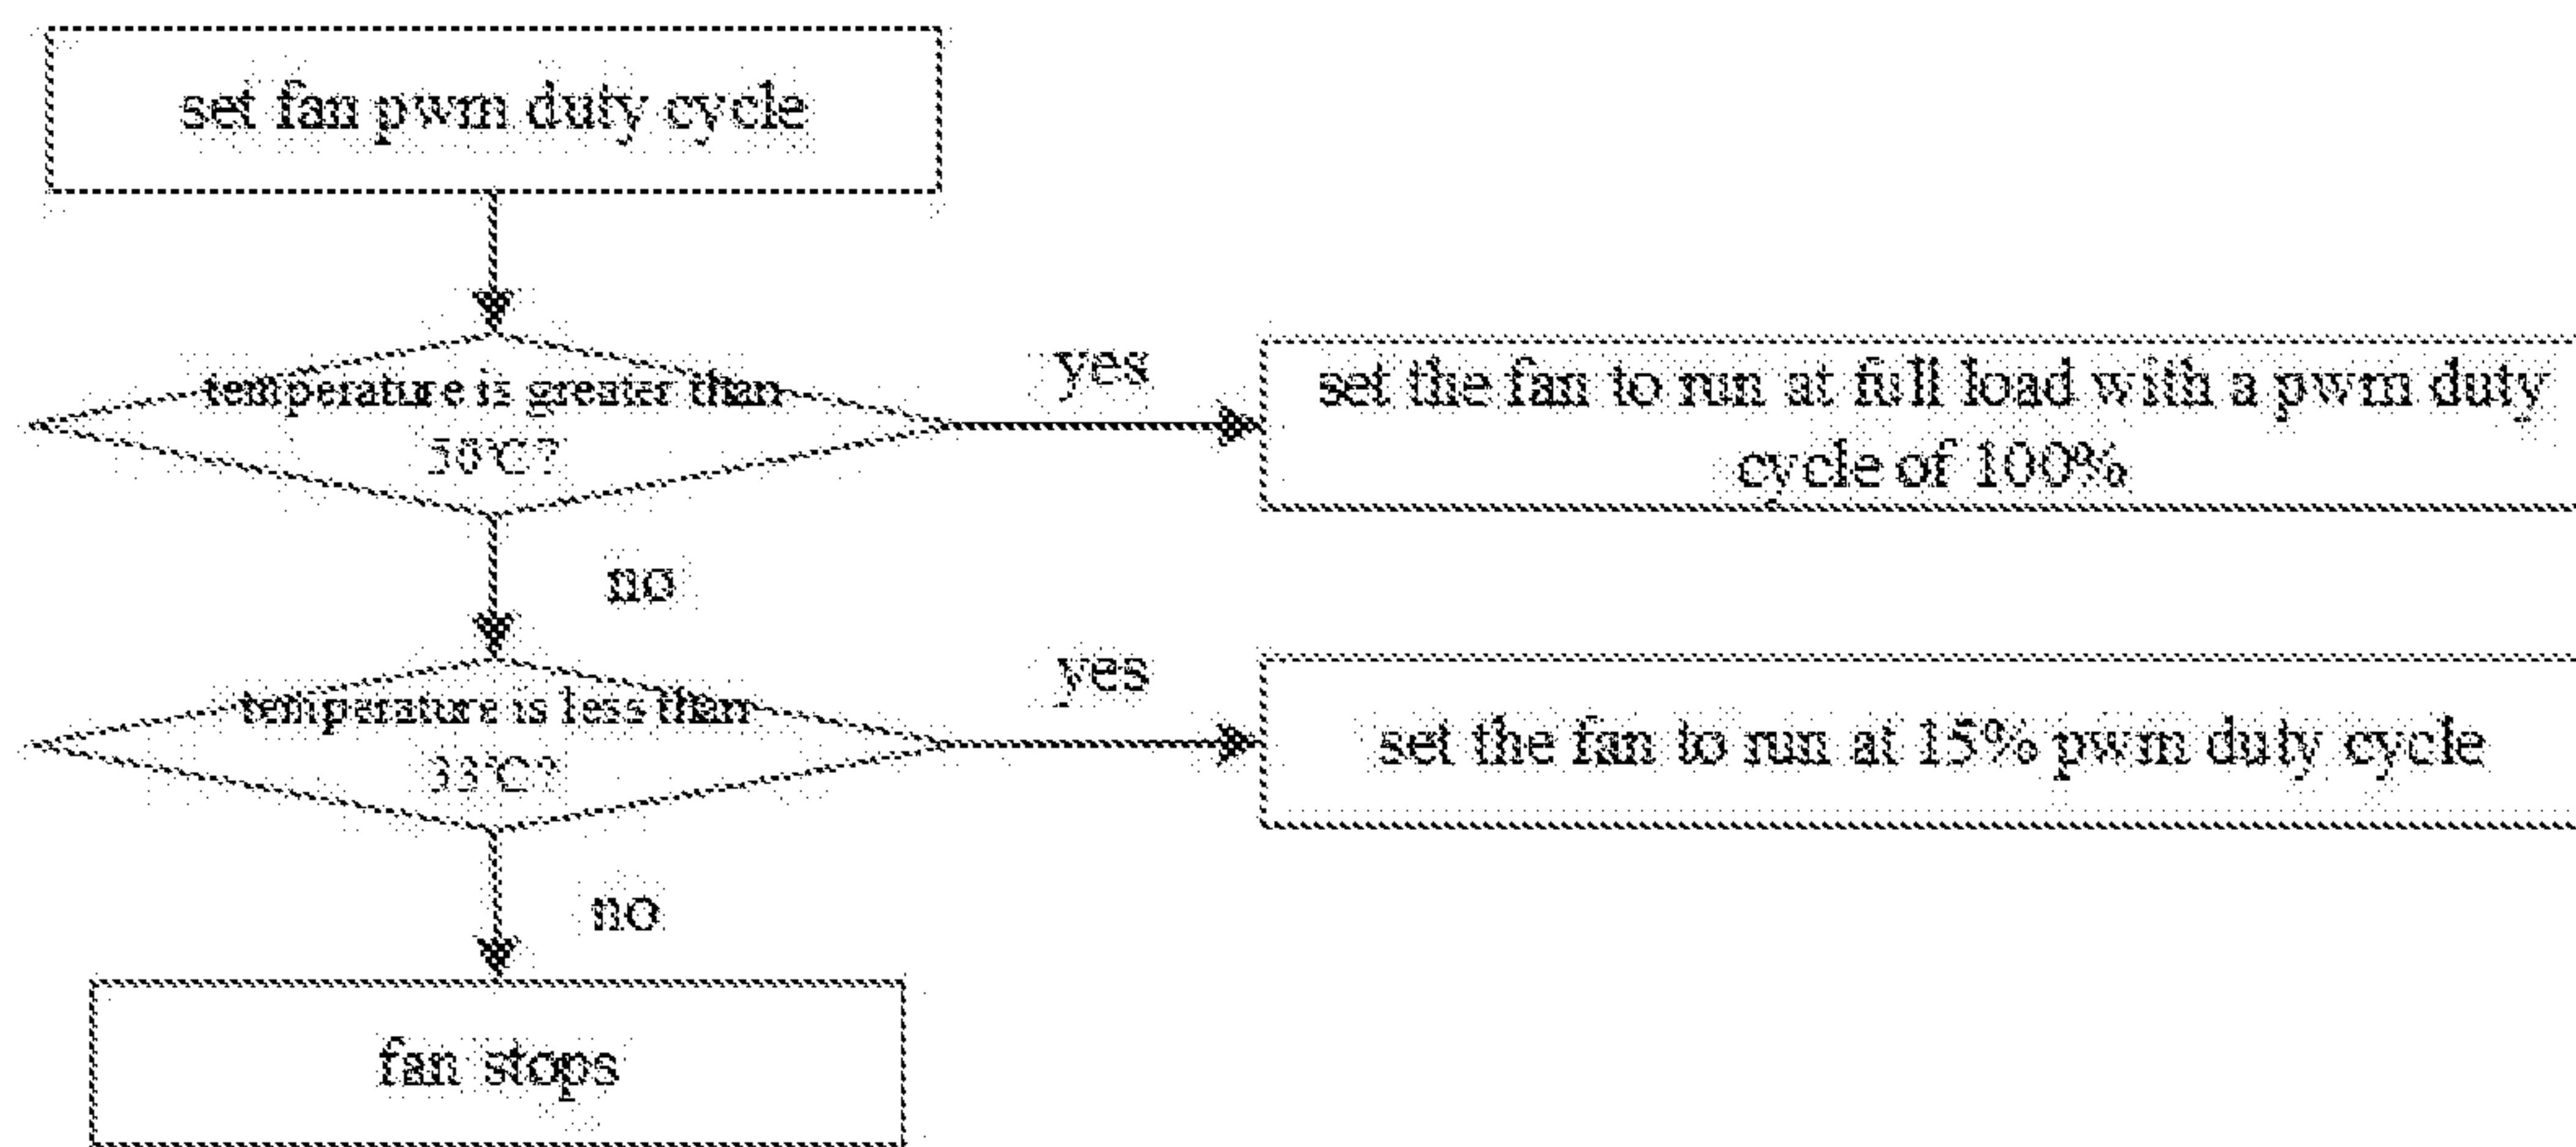 set fan pwm duty cycle
temperature is greater than
50℃?
yes
set the fan to run at full load with a pwm duty
cycle of 100%
no
temperature is less than
33℃?
yes
set the fan to run at 15% pwm duty cycle
no
fan stops